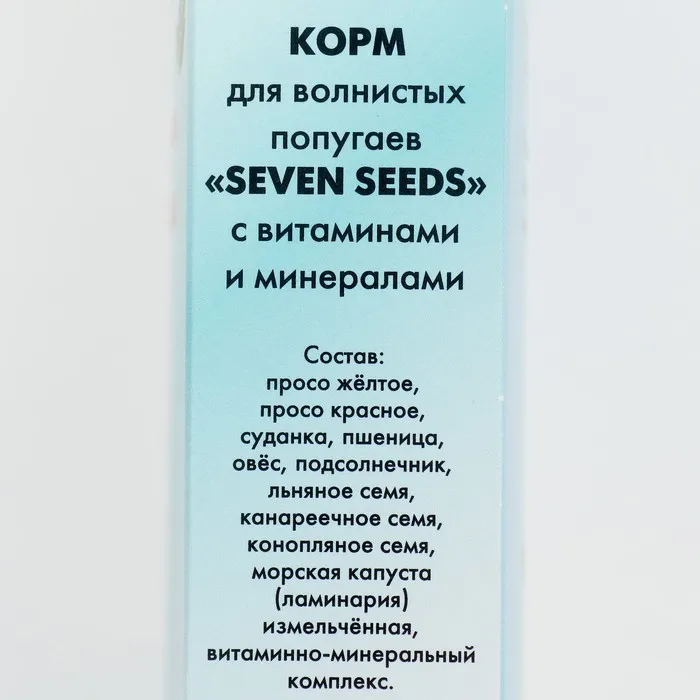 КОРМ
для волнистых
попугаев
«SEVEN SEEDS»
с витаминами
и минералами
Состав:
просо жёлтое,
просо красное,
суданка, пшеница,
овёс, подсолнечник,
льняное семя,
канареечное семя,
конопляное семя,
морская капуста
(ламинария)
измельчённая,
витаминно-минеральный
комплекс.